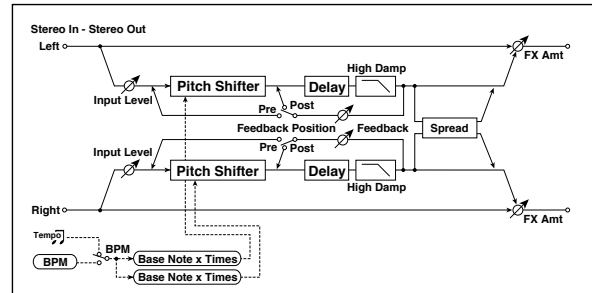 Stereo In - Stereo Out
Left
FX Amt
High Damp
Input Level
Pitch Shifter
Delay
Pre
Post
Feedback Position
Feedback
Spread
Pre
Post
Input Level
Pitch Shifter
Delay
High Damp
Right
FX Amt
Tempo
BPM
BPM
Base Note x Times
Base Note x Times